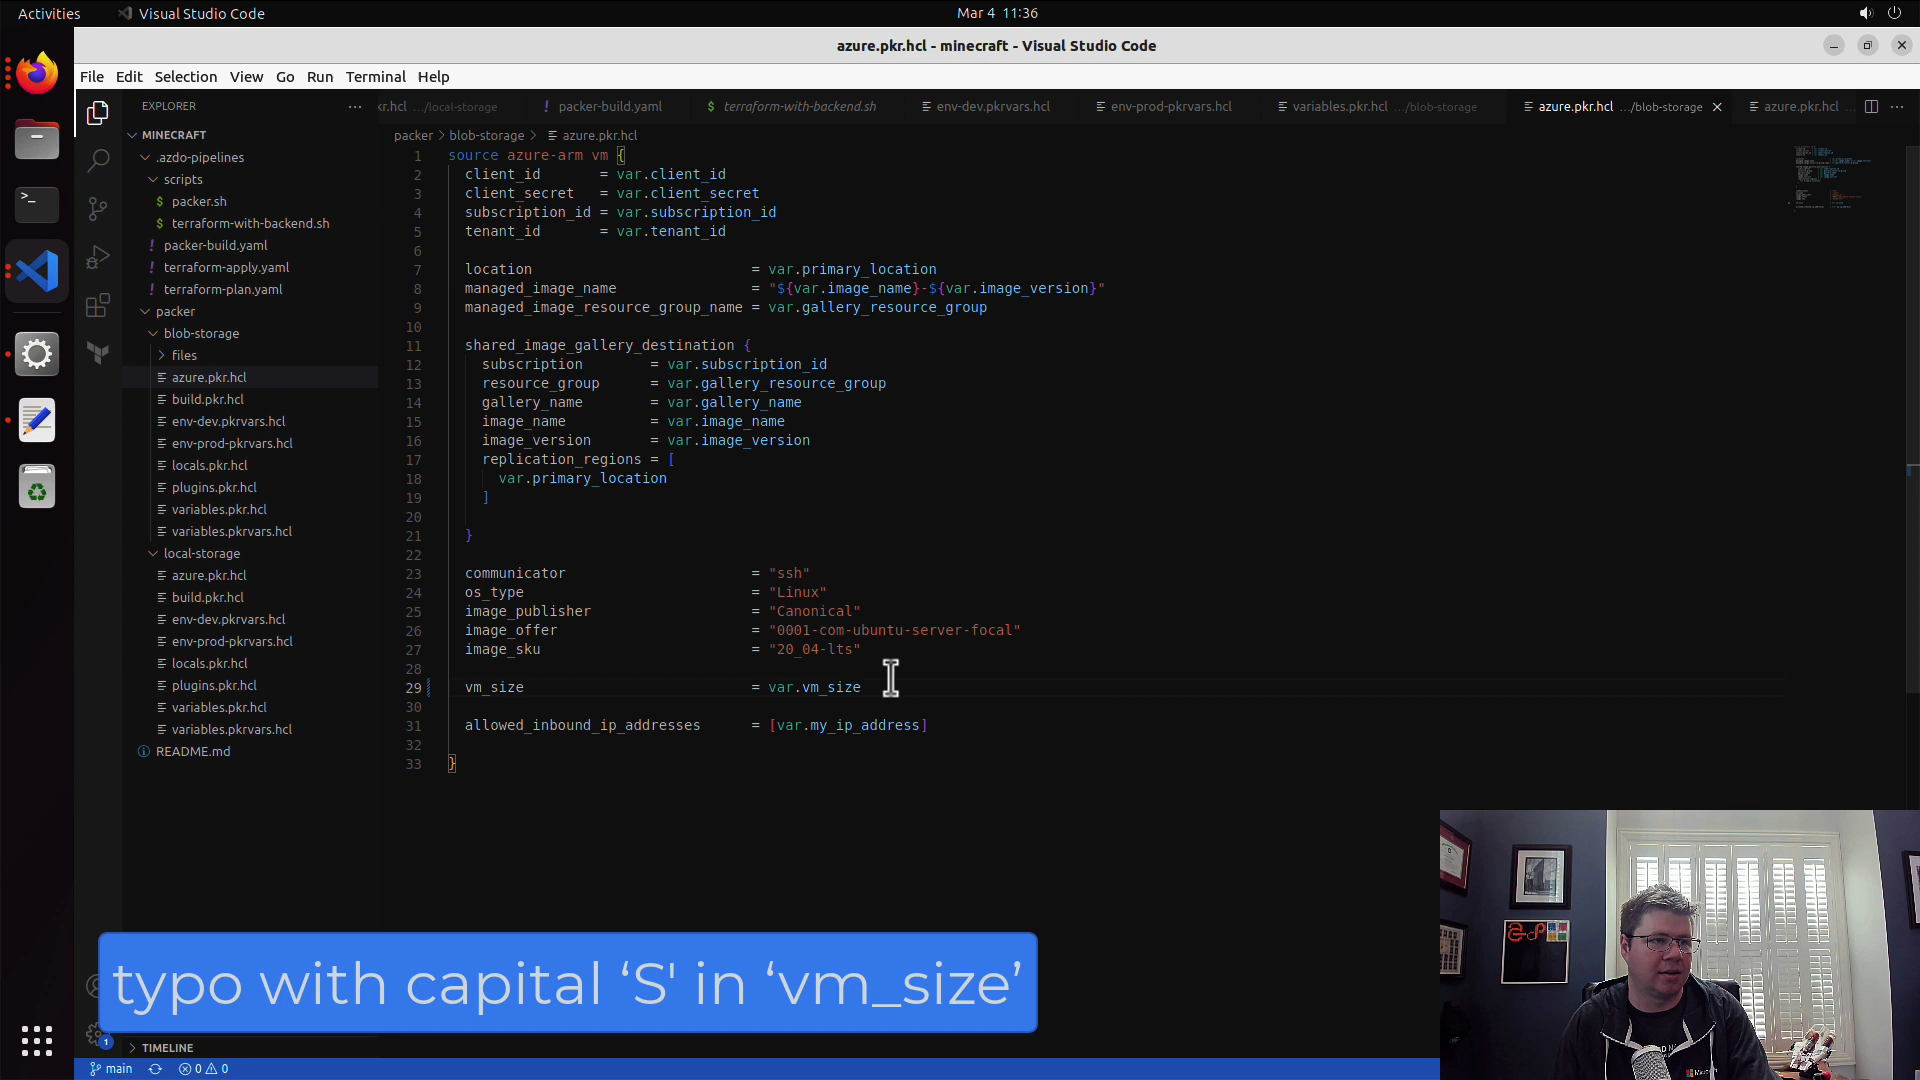 Activities
Visual Studio Code
Mar 4 11:36
azure.pkr.hcl - minecraft - Visual Studio Code
File Edit Selection View Go Run Terminal Help
EXPLORER
kr.hcl .../local-storage
! packer-build.yaml
$ terraform-with-backend.sh
env-dev.pkrvars.hcl
env-prod-pkrvars.hcl
variables.pkr.hcl .../blob-storage
azure.pkr.hcl .../blob-storage
azure.pkr.hcl ...
packer > blob-storage > azure.pkr.hcl
MINECRAFT
.azdo-pipelines
scripts
$ packer.sh
$ terraform-with-backend.sh
! packer-build.yaml
! terraform-apply.yaml
! terraform-plan.yaml
packer
blob-storage
files
azure.pkr.hcl
build.pkr.hcl
env-dev.pkrvars.hcl
env-prod-pkrvars.hcl
locals.pkr.hcl
plugins.pkr.hcl
variables.pkr.hcl
variables.pkrvars.hcl
local-storage
azure.pkr.hcl
build.pkr.hcl
env-dev.pkrvars.hcl
env-prod-pkrvars.hcl
locals.pkr.hcl
plugins.pkr.hcl
variables.pkr.hcl
variables.pkrvars.hcl
README.md
1 source azure-arm vm {
2 client_id = var.client_id
3 client_secret = var.client_secret
4 subscription_id = var.subscription_id
5 tenant_id = var.tenant_id
6
7 location = var.primary_location
8 managed_image_name = "${var.image_name}-${var.image_version}"
9 managed_image_resource_group_name = var.gallery_resource_group
10
11 shared_image_gallery_destination {
12 subscription = var.subscription_id
13 resource_group = var.gallery_resource_group
14 gallery_name = var.gallery_name
15 image_name = var.image_name
16 image_version = var.image_version
17 replication_regions = [
18 var.primary_location
19 ]
20
21 }
22
23 communicator = "ssh"
24 os_type = "Linux"
25 image_publisher = "Canonical"
26 image_offer = "0001-com-ubuntu-server-focal"
27 image_sku = "20_04-lts"
28
29 vm_size = var.vm_size
30
31 allowed_inbound_ip_addresses = [var.my_ip_address]
32
33 }
typo with capital ‘S' in ‘vm_size’
1
TIMELINE
main
0 0